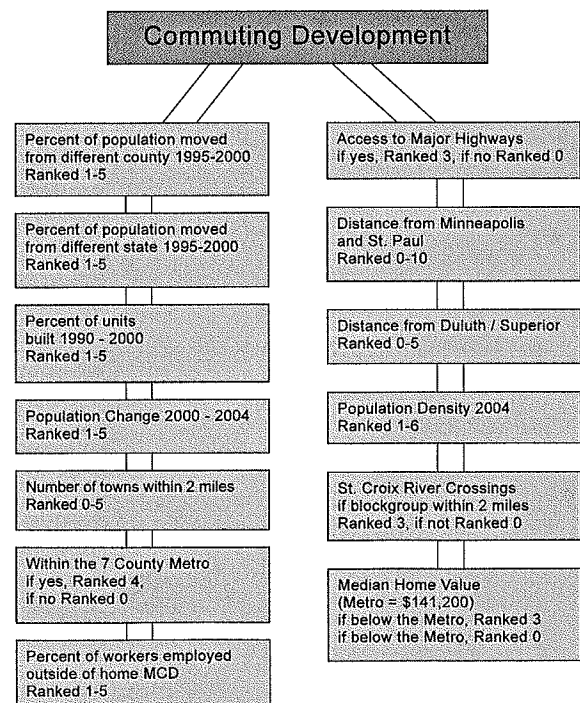 Commuting Development
Percent of population moved
from different county 1995-2000
Ranked 1-5
Percent of population moved
from different state 1995-2000
Ranked 1-5
Percent of units
built 1990 - 2000
Ranked 1-5
Population Change 2000 - 2004
Ranked 1-5
Number of towns within 2 miles
Ranked 0-5
Within the 7 County Metro
if yes, Ranked 4,
if no Ranked 0
Percent of workers employed
outside of home MCD
Ranked 1-5
Access to Major Highways
if yes, Ranked 3, if no Ranked 0
Distance from Minneapolis
and St. Paul
Ranked 0-10
Distance from Duluth / Superior
Ranked 0-5
Population Density 2004
Ranked 1-6
St. Croix River Crossings
if blockgroup within 2 miles
Ranked 3, if not Ranked 0
Median Home Value
(Metro = $141,200)
if below the Metro, Ranked 3
if below the Metro, Ranked 0